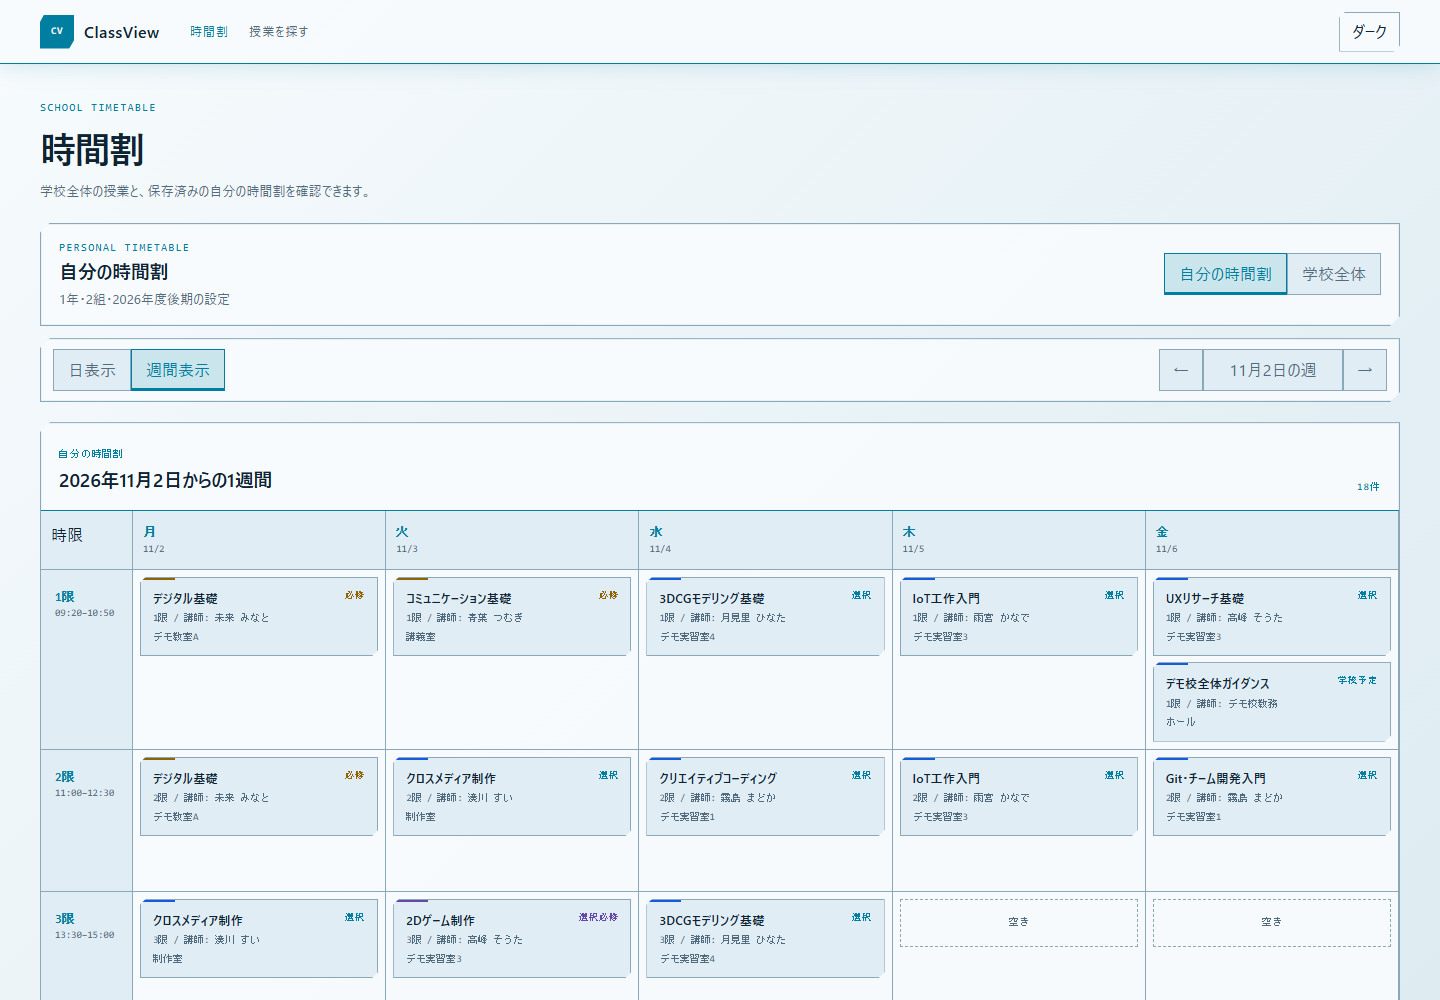 CV ClassView 時間割 授業を探す ダーク
SCHOOL TIMETABLE
時間割
学校全体の授業と、保存済みの自分の時間割を確認できます。
PERSONAL TIMETABLE
自分の時間割
1年・2組・2026年度後期の設定
自分の時間割 学校全体
日表示 週間表示 ← 11月2日の週 →
自分の時間割
2026年11月2日からの1週間
18件
時限 月 火 水 木 金
11/2 11/3 11/4 11/5 11/6
1限
09:20–10:50
デジタル基礎 必修
1限 / 講師: 未来 みなと
デモ教室A
コミュニケーション基礎 必修
1限 / 講師: 青葉 つむぎ
講義室
3DCGモデリング基礎 選択
1限 / 講師: 月見里 ひなた
デモ実習室4
IoT工作入門 選択
1限 / 講師: 雨宮 かなで
デモ実習室3
UXリサーチ基礎 選択
1限 / 講師: 高峰 そうた
デモ実習室3
デモ校全体ガイダンス 学校予定
1限 / 講師: デモ校教務
ホール
2限
11:00–12:30
デジタル基礎 必修
2限 / 講師: 未来 みなと
デモ教室A
クロスメディア制作 選択
2限 / 講師: 湊川 すい
制作室
クリエイティブコーディング 選択
2限 / 講師: 霧島 まどか
デモ実習室1
IoT工作入門 選択
2限 / 講師: 雨宮 かなで
デモ実習室3
Git・チーム開発入門 選択
2限 / 講師: 霧島 まどか
デモ実習室1
3限
13:30–15:00
クロスメディア制作 選択
3限 / 講師: 湊川 すい
制作室
2Dゲーム制作 選択必修
3限 / 講師: 高峰 そうた
デモ実習室3
3DCGモデリング基礎 選択
3限 / 講師: 月見里 ひなた
デモ実習室4
空き
空き